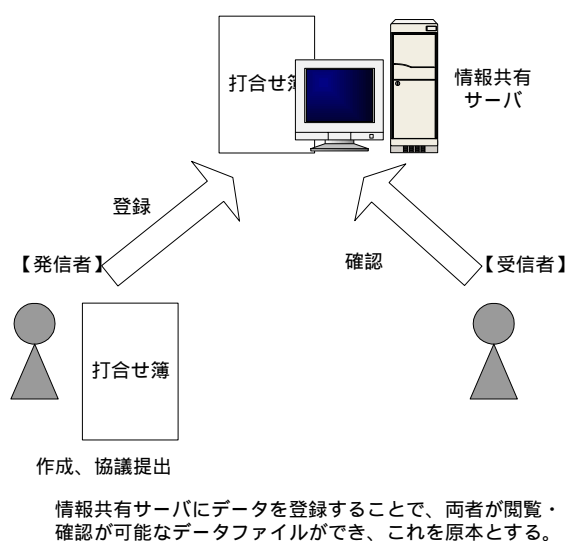 打合せ
情報共有
サーバ
登録
【発信者】
確認
【受信者】
打合せ簿
作成、協議提出
情報共有サーバにデータを登録することで、両者が閲覧・
確認が可能なデータファイルができ、これを原本とする。